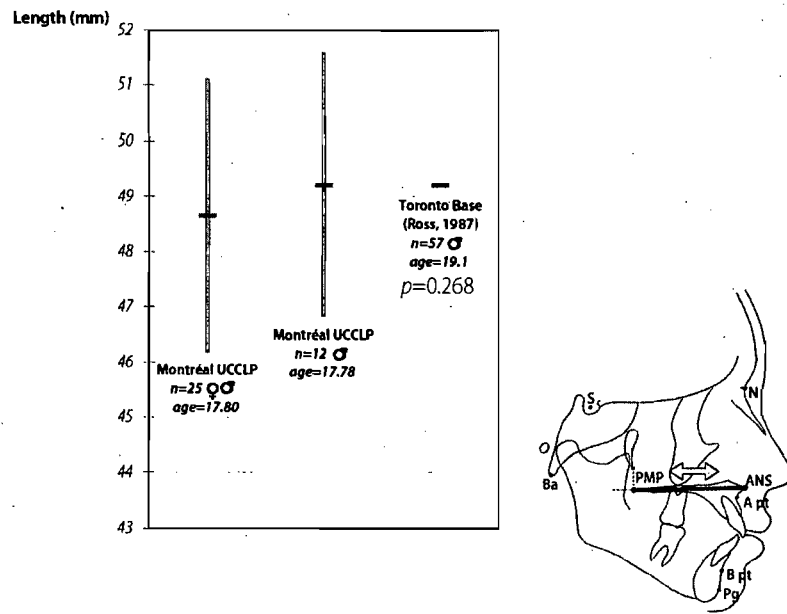 Length (mm)
52
51
50
49
48
47
46
45
44
43
Toronto Base
(Ross, 1987)
n=57 ♂
age=19.1
p=0.268
Montréal UCCLP
n=12 ♂
age=17.78
Montréal UCCLP
n=25 ♀♂
age=17.80
S
N
O
Ba
PMP
ANS
A pt
B pt
Pg